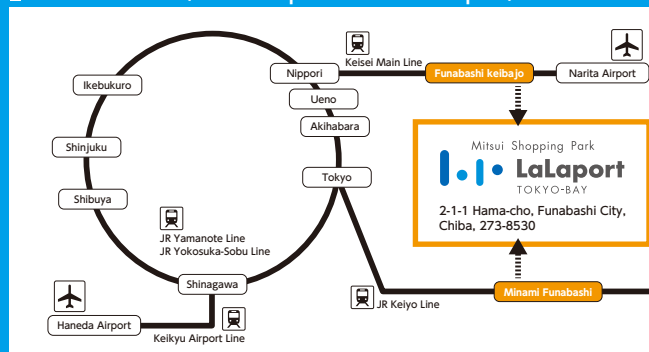 Keisei Main Line
Nippori
Funabashi keibajo
Narita Airport
Ikebukuro
Ueno
Akihabara
Shinjuku
Mitsui Shopping Park
LaLaport
TOKYO-BAY
Tokyo
Shibuya
2-1-1 Hama-cho, Funabashi City,
Chiba, 273-8530
JR Yamanote Line
JR Yokosuka-Sobu Line
Shinagawa
Minami Funabashi
JR Keiyo Line
Haneda Airport
Keikyu Airport Line